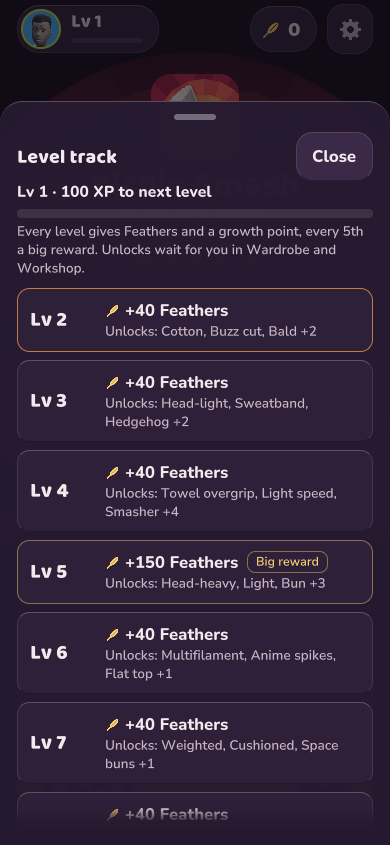 Lv 1
0
Level track
Close
Lv 1 · 100 XP to next level
Every level gives Feathers and a growth point, every 5th
a big reward. Unlocks wait for you in Wardrobe and
Workshop.
Lv 2
+40 Feathers
Unlocks: Cotton, Buzz cut, Bald +2
Lv 3
+40 Feathers
Unlocks: Head-light, Sweatband,
Hedgehog +2
Lv 4
+40 Feathers
Unlocks: Towel overgrip, Light speed,
Smasher +4
Lv 5
+150 Feathers
Big reward
Unlocks: Head-heavy, Light, Bun +3
Lv 6
+40 Feathers
Unlocks: Multifilament, Anime spikes,
Flat top +1
Lv 7
+40 Feathers
Unlocks: Weighted, Cushioned, Space
buns +1
+40 Feathers